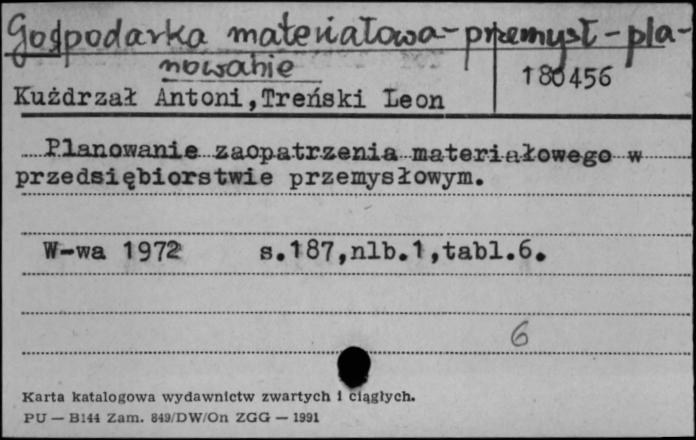 Gospodarka materiałowa-przemysł-pla-
nowanie
180456
Kużdrzał Antoni,Treński Leon
Planowanie zaopatrzenia materiałowego w
przedsiębiorstwie przemysłowym.
W-wa 1972 s.187,nlb.1,tabl.6.
6
Karta katalogowa wydawnictw zwartych i ciągłych.
PU — B144 Zam. 849/DW/On ZGG — 1991